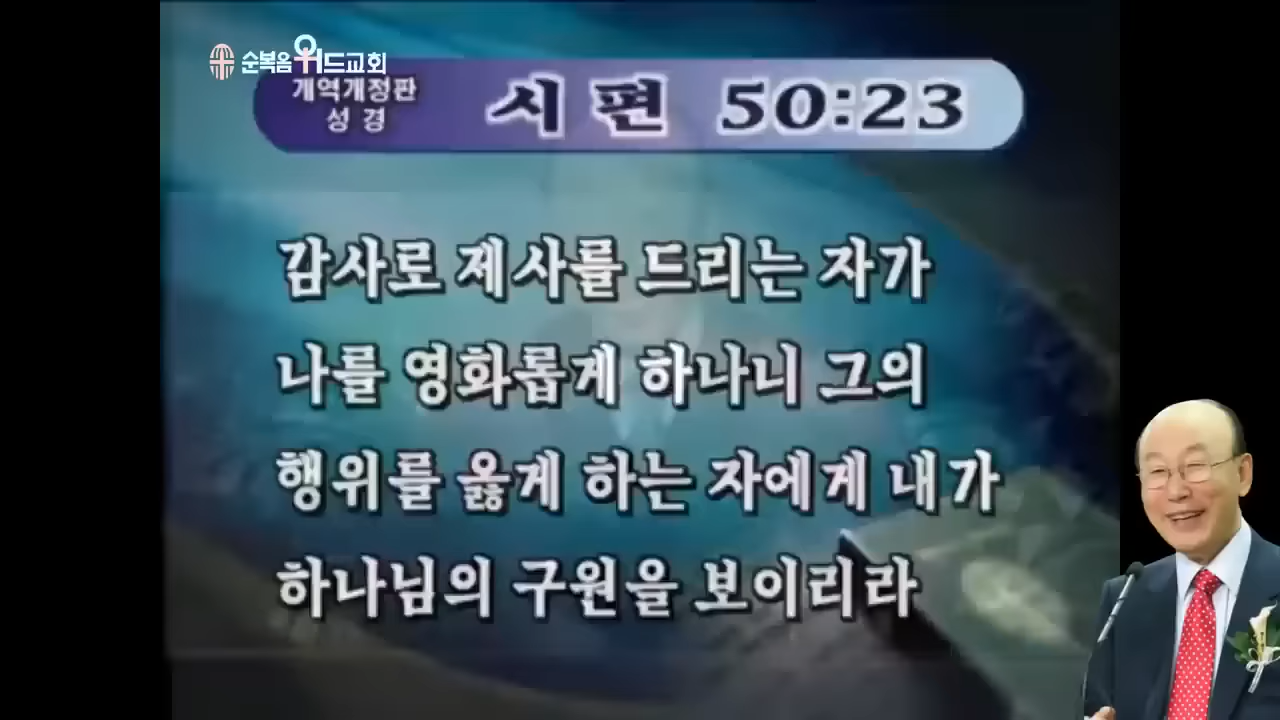 순복음워드교회
개역개정판
성경
시편 50:23
감사로 제사를 드리는 자가
나를 영화롭게 하나니 그의
행위를 옳게 하는 자에게 내가
하나님의 구원을 보이리라